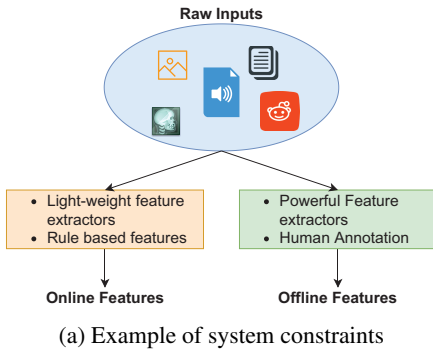 Raw Inputs
• Light-weight feature
extractors
• Rule based features
• Powerful Feature
extractors
• Human Annotation
Online Features
Offline Features
(a) Example of system constraints